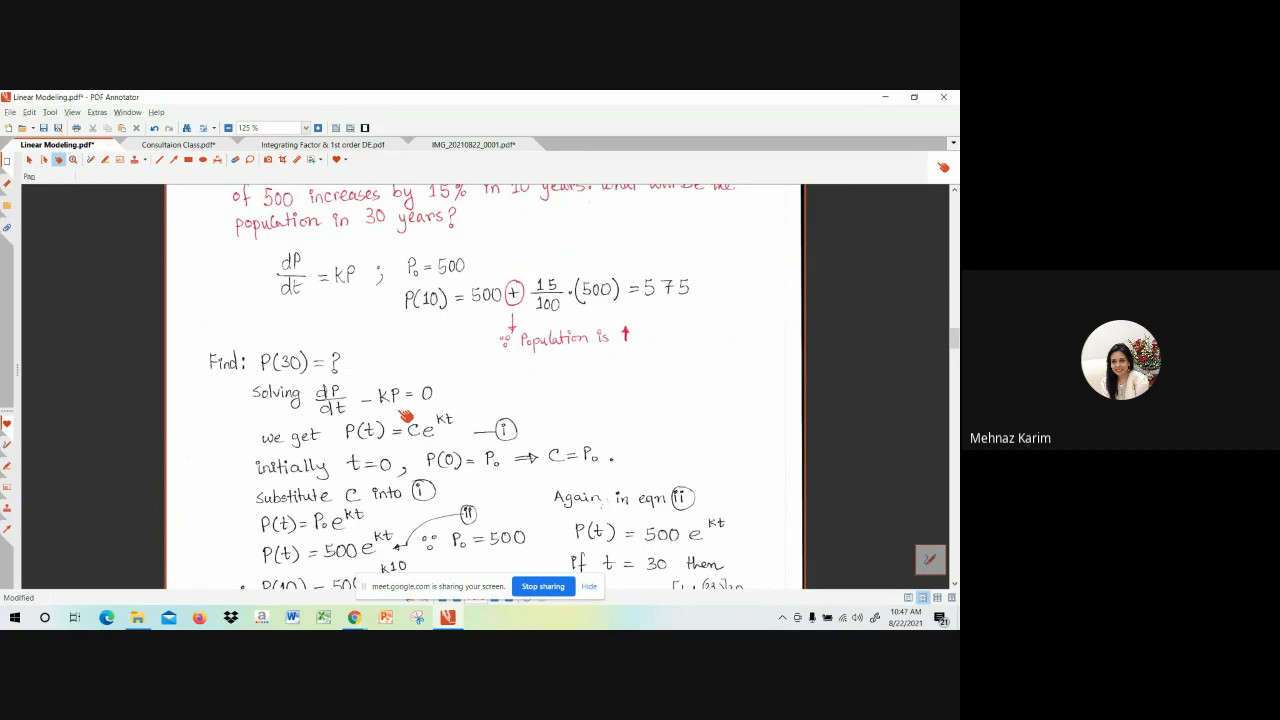 Linear Modeling.pdf* - PDF Annotator
File Edit Tool View Extras Window Help
125 %
Linear Modeling.pdf* Consultaion Class.pdf* Integrating Factor & 1st order DE.pdf IMG_20210822_0001.pdf*
Pan
of 500 increases by 15% in 10 years. What will be the
population in 30 years?
dP/dt = KP ; P₀ = 500
P(10) = 500 + 15/100 · (500) = 575
∵ Population is ↑
Find: P(30) = ?
Solving dP/dt - KP = 0
we get P(t) = Ce^{kt} — (i)
initially t = 0, P(0) = P₀ ⇒ C = P₀.
Substitute C into (i)
P(t) = P₀e^{kt}
(ii)
P(t) = 500e^{kt} ∵ P₀ = 500
Again in eqn (ii)
P(t) = 500 e^{kt}
if t = 30 then
k10
meet.google.com is sharing your screen. Stop sharing Hide
Modified
10:47 AM
8/22/2021
21
Mehnaz Karim